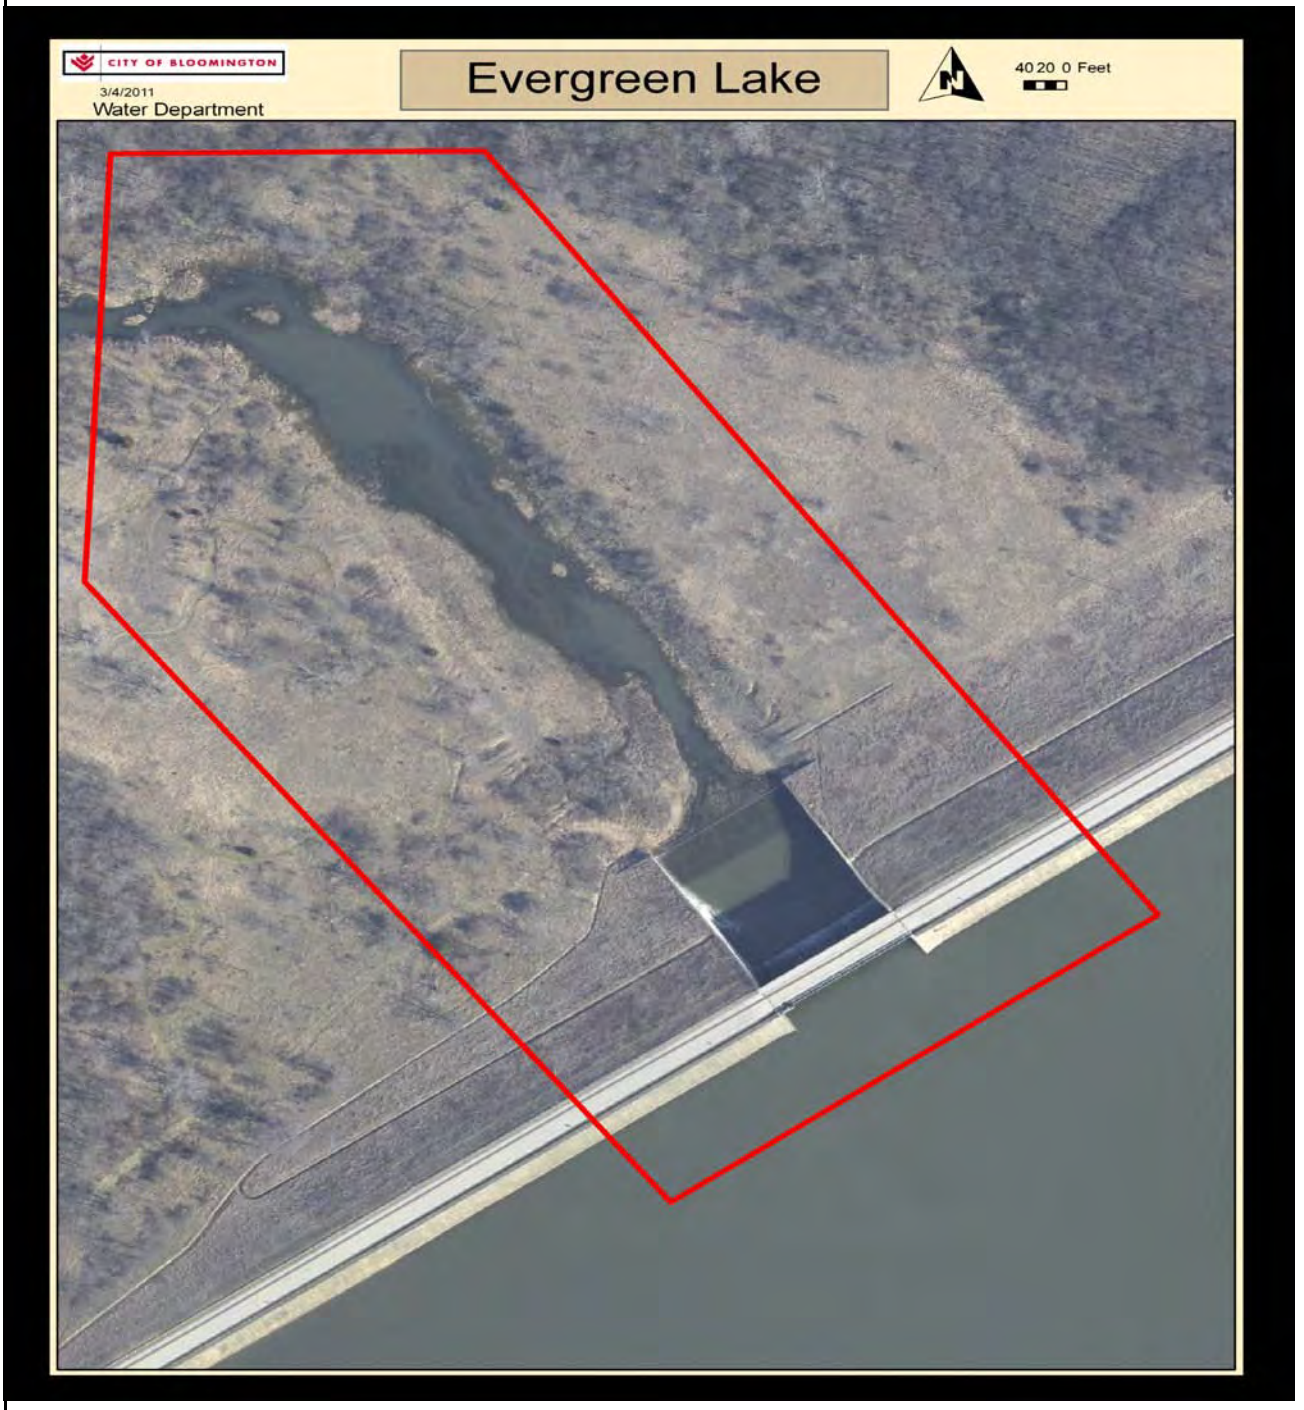 CITY OF BLOOMINGTON
3/4/2011
Water Department
Evergreen Lake
N
40 20 0 Feet